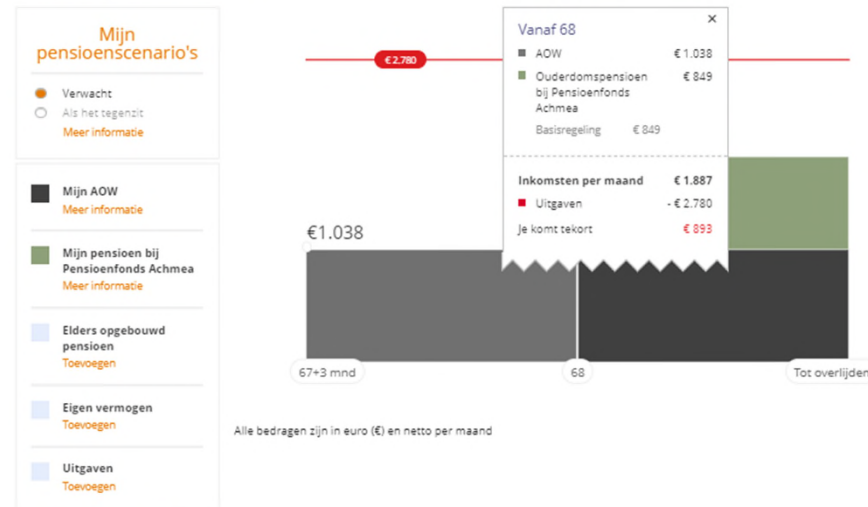 Mijn
pensioenscenario's
Verwacht
Als het tegenzit
Meer informatie
Mijn AOW
Meer informatie
Mijn pensioen bij
Pensioenfonds Achmea
Meer informatie
Elders opgebouwd
pensioen
Toevoegen
Eigen vermogen
Toevoegen
Uitgaven
Toevoegen
€ 2.780
Vanaf 68
×
AOW € 1.038
Ouderdomspensioen € 849
bij Pensioenfonds
Achmea
Basisregeling € 849
Inkomsten per maand € 1.887
Uitgaven - € 2.780
Je komt tekort € 893
€1.038
67+3 mnd 68 Tot overlijden
Alle bedragen zijn in euro (€) en netto per maand